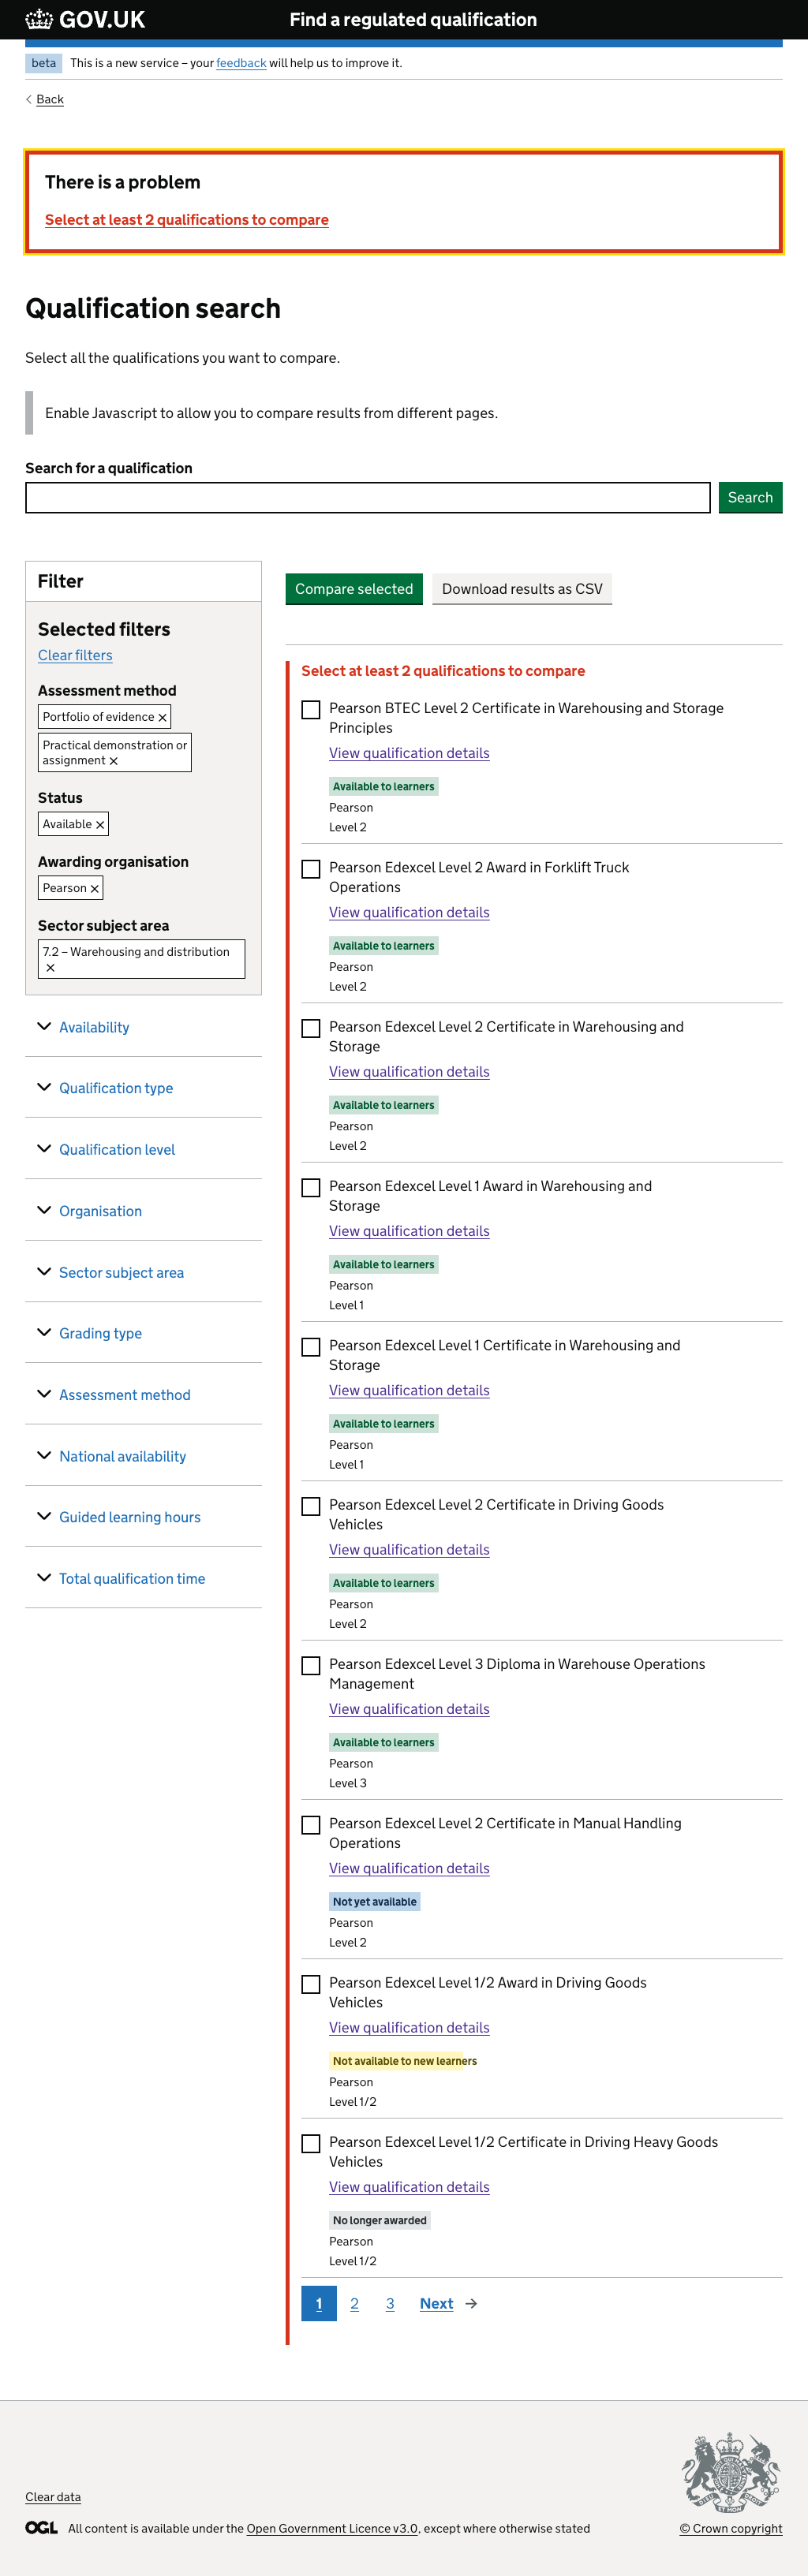 GOV.UK
Find a regulated qualification
beta This is a new service – your feedback will help us to improve it.
Back
There is a problem
Select at least 2 qualifications to compare
Qualification search
Select all the qualifications you want to compare.
Enable Javascript to allow you to compare results from different pages.
Search for a qualification
Search
Filter
Selected filters
Clear filters
Assessment method
Portfolio of evidence
Practical demonstration or
assignment
Status
Available
Awarding organisation
Pearson
Sector subject area
7.2 – Warehousing and distribution
Availability
Qualification type
Qualification level
Organisation
Sector subject area
Grading type
Assessment method
National availability
Guided learning hours
Total qualification time
Compare selected
Download results as CSV
Select at least 2 qualifications to compare
Pearson BTEC Level 2 Certificate in Warehousing and Storage
Principles
View qualification details
Available to learners
Pearson
Level 2
Pearson Edexcel Level 2 Award in Forklift Truck
Operations
View qualification details
Available to learners
Pearson
Level 2
Pearson Edexcel Level 2 Certificate in Warehousing and
Storage
View qualification details
Available to learners
Pearson
Level 2
Pearson Edexcel Level 1 Award in Warehousing and
Storage
View qualification details
Available to learners
Pearson
Level 1
Pearson Edexcel Level 1 Certificate in Warehousing and
Storage
View qualification details
Available to learners
Pearson
Level 1
Pearson Edexcel Level 2 Certificate in Driving Goods
Vehicles
View qualification details
Available to learners
Pearson
Level 2
Pearson Edexcel Level 3 Diploma in Warehouse Operations
Management
View qualification details
Available to learners
Pearson
Level 3
Pearson Edexcel Level 2 Certificate in Manual Handling
Operations
View qualification details
Not yet available
Pearson
Level 2
Pearson Edexcel Level 1/2 Award in Driving Goods
Vehicles
View qualification details
Not available to new learners
Pearson
Level 1/2
Pearson Edexcel Level 1/2 Certificate in Driving Heavy Goods
Vehicles
View qualification details
No longer awarded
Pearson
Level 1/2
1 2 3 Next
Clear data
OGL All content is available under the Open Government Licence v3.0, except where otherwise stated
© Crown copyright